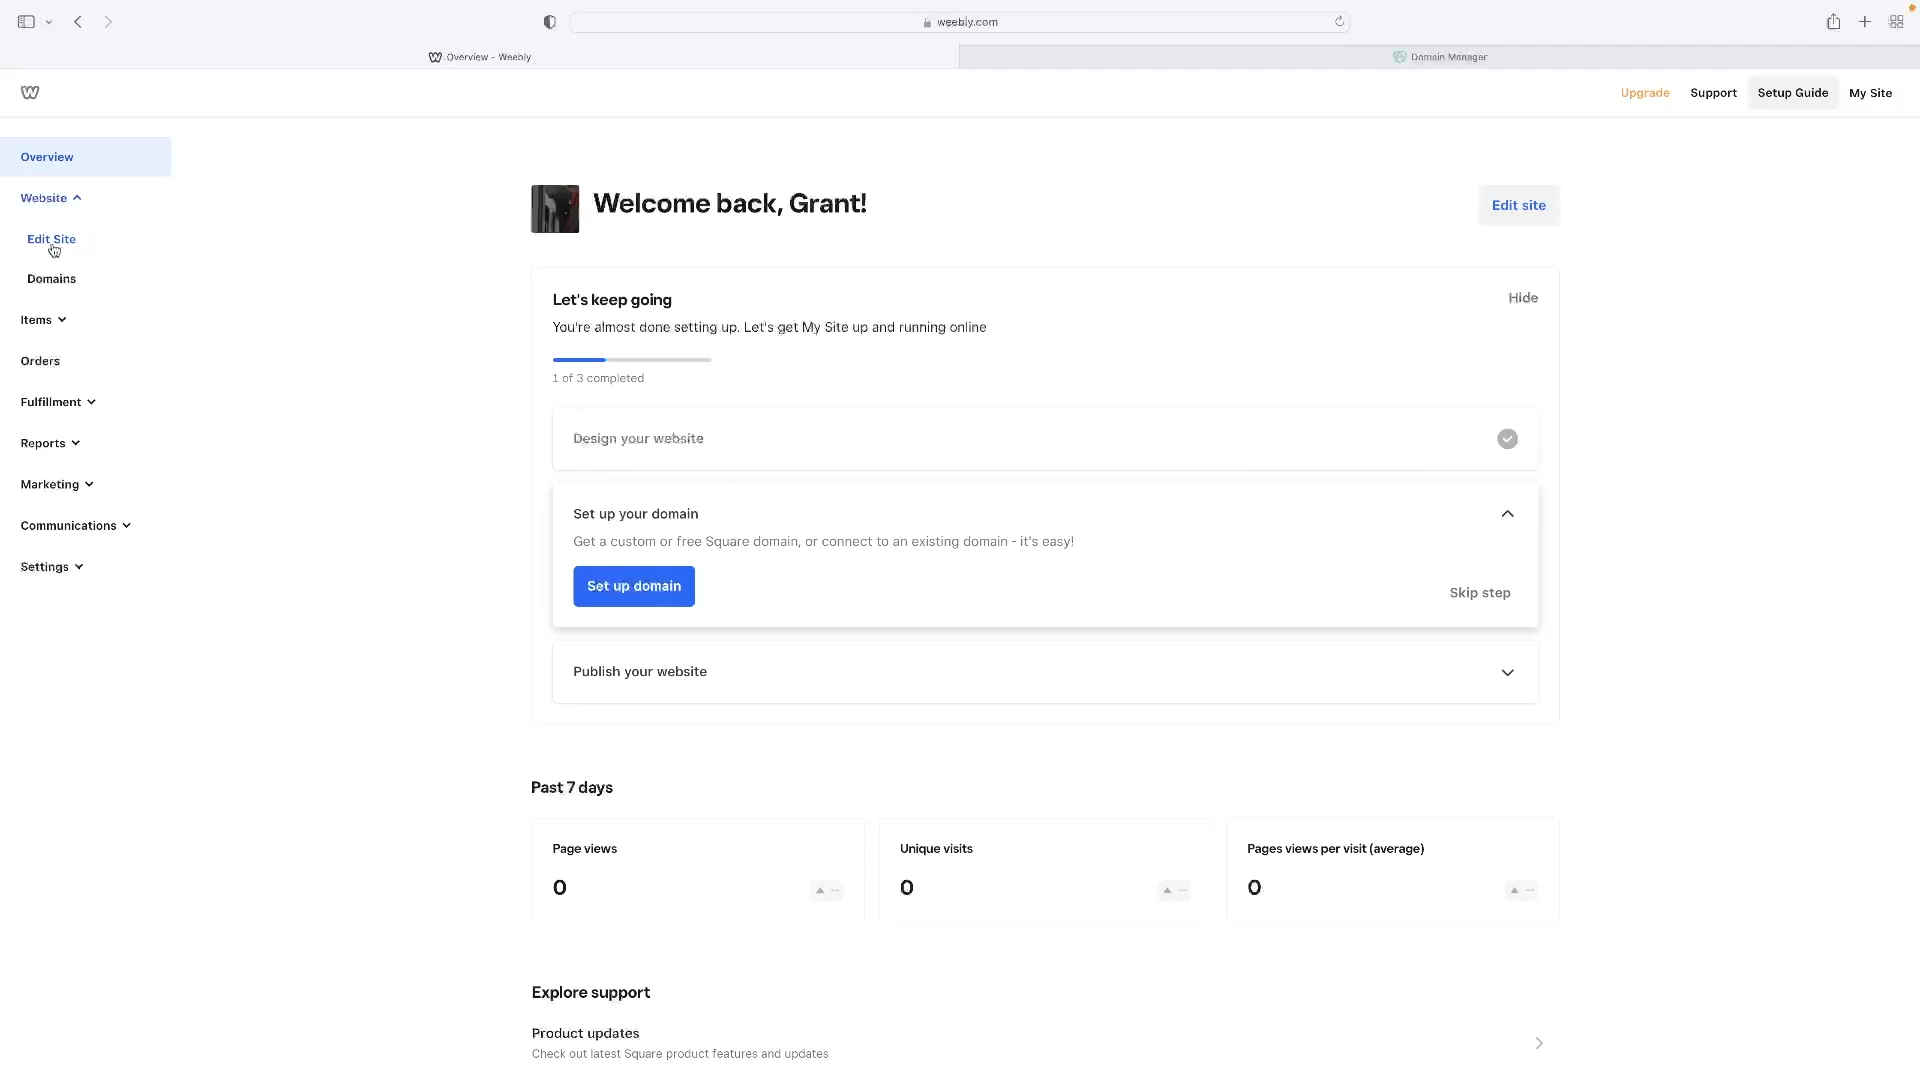 weebly.com
Overview - Weebly
Domain Manager
Upgrade
Support
Setup Guide
My Site
Overview
Website
Edit Site
Domains
Items
Orders
Fulfillment
Reports
Marketing
Communications
Settings
Welcome back, Grant!
Edit site
Let's keep going
Hide
You're almost done setting up. Let's get My Site up and running online
1 of 3 completed
Design your website
Set up your domain
Get a custom or free Square domain, or connect to an existing domain - it's easy!
Set up domain
Skip step
Publish your website
Past 7 days
Page views
0
--
Unique visits
0
--
Pages views per visit (average)
0
--
Explore support
Product updates
Check out latest Square product features and updates